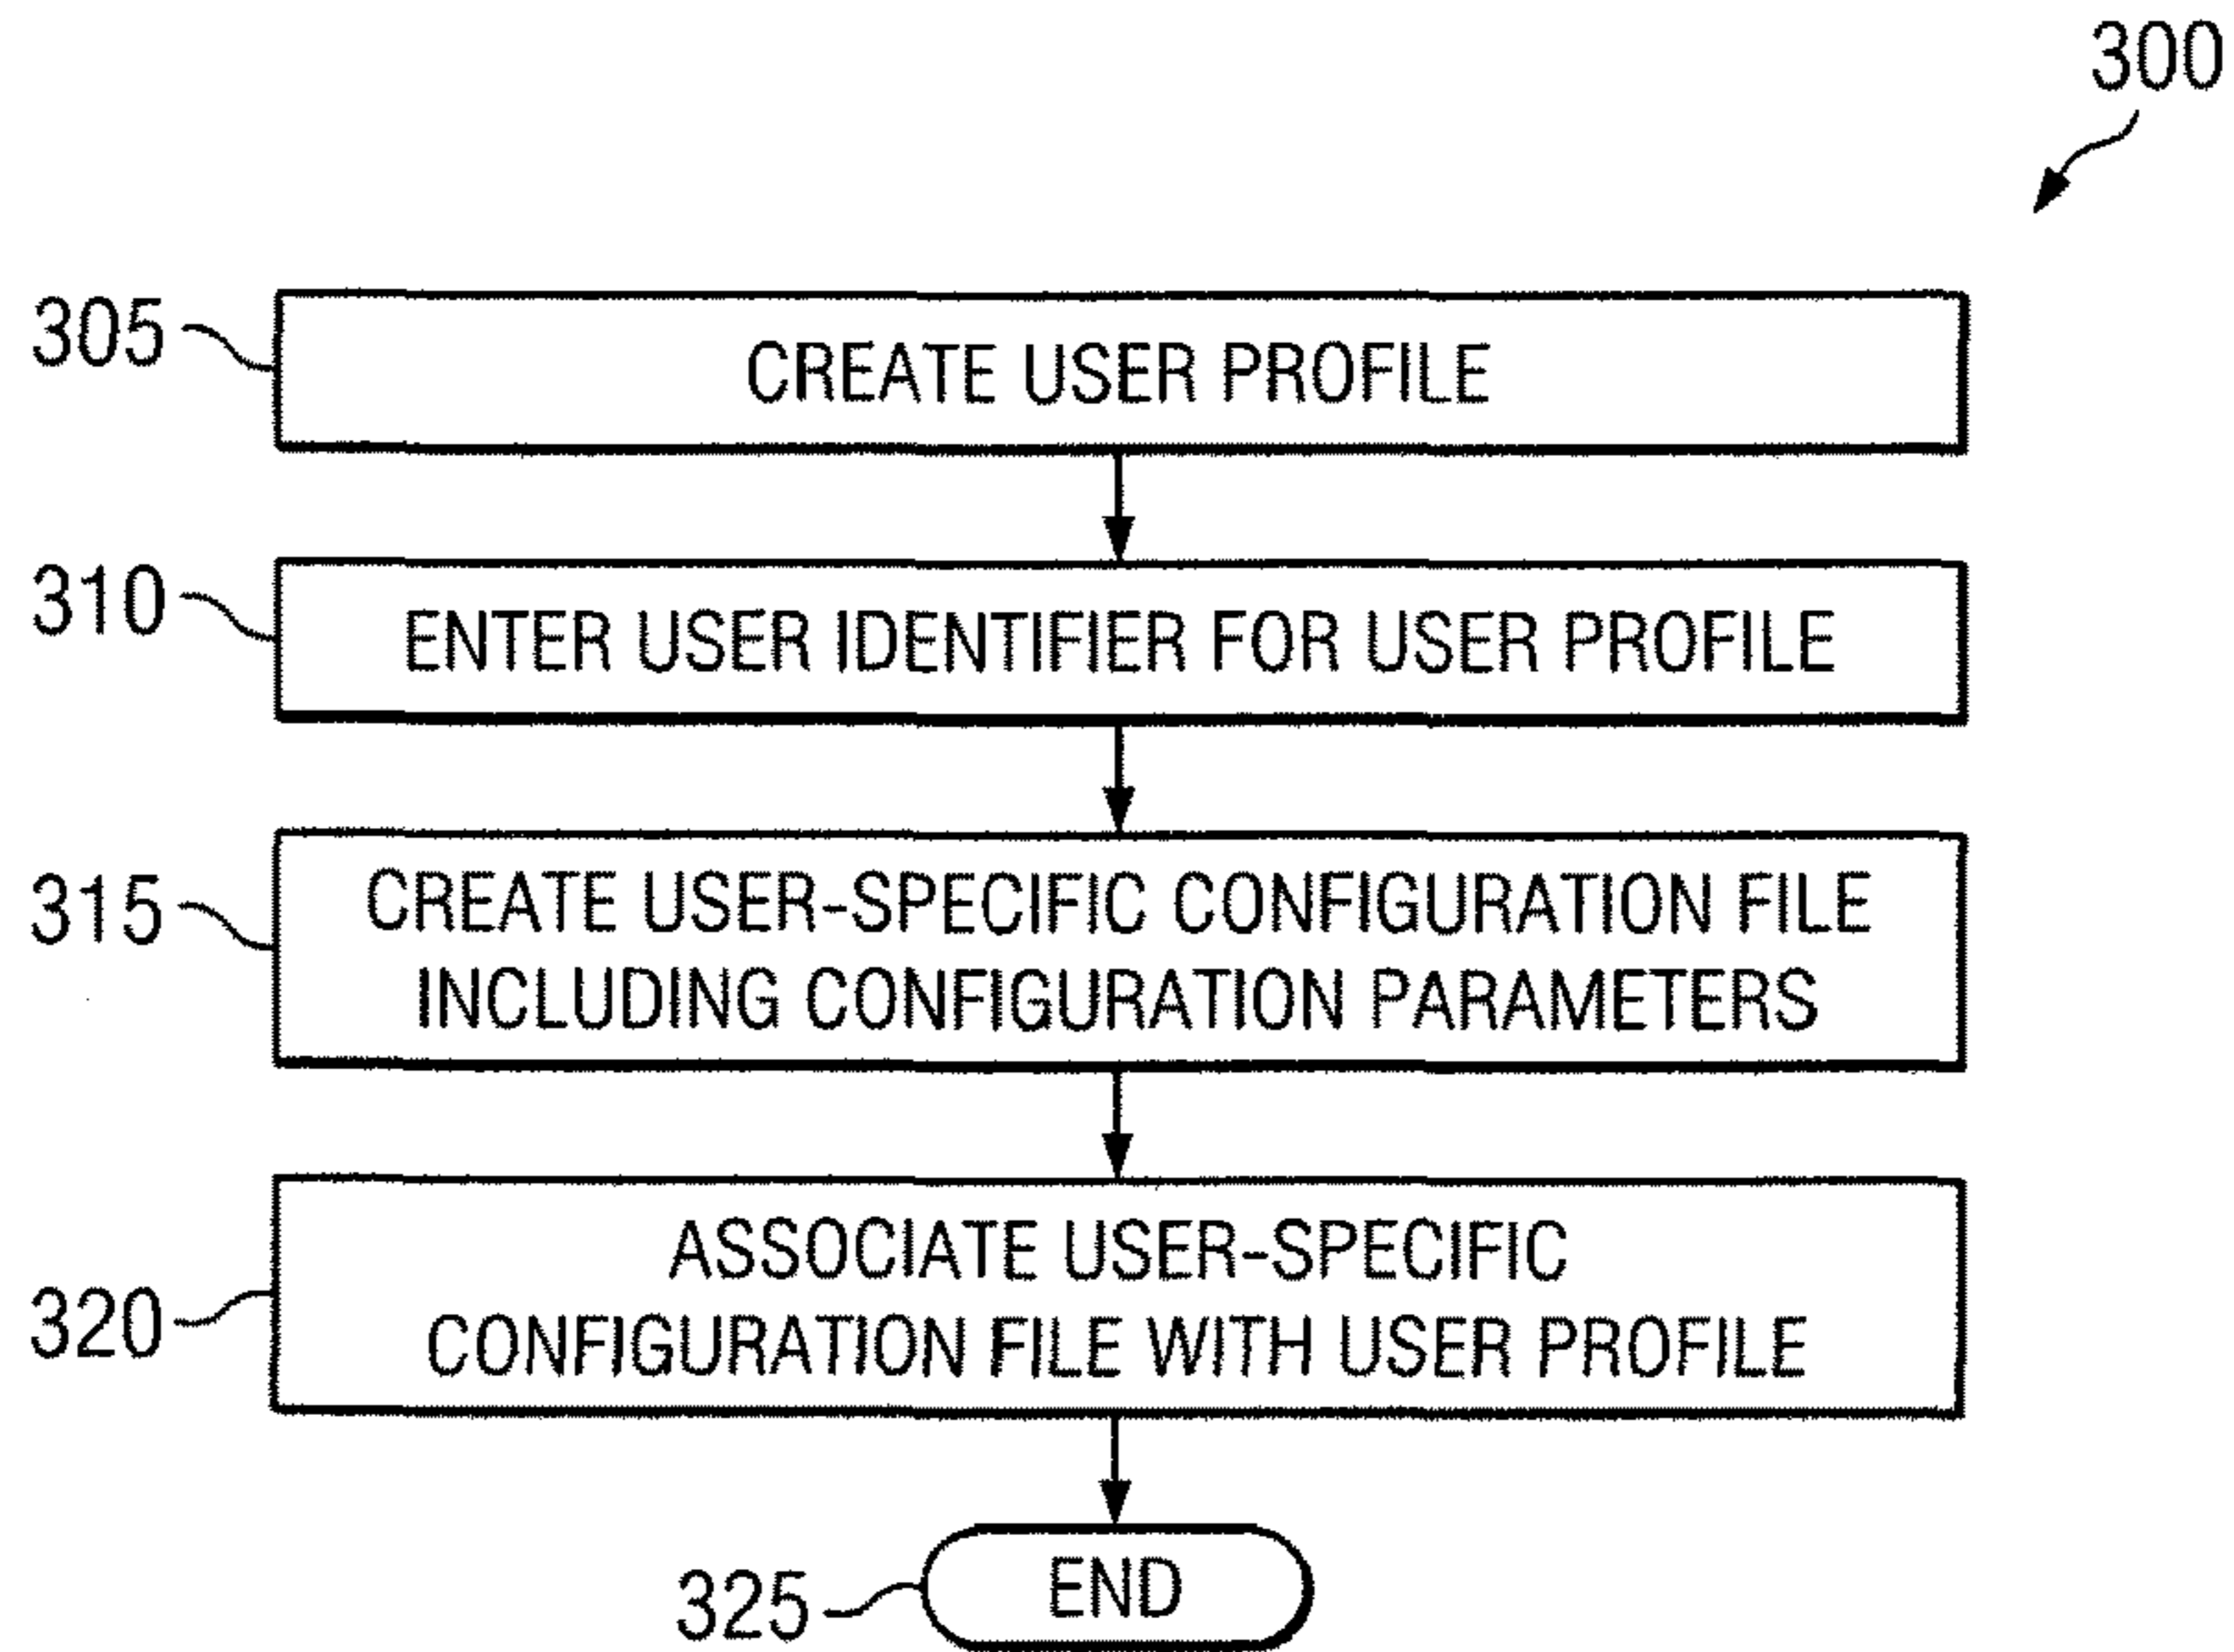 300
305
CREATE USER PROFILE
310
ENTER USER IDENTIFIER FOR USER PROFILE
315
CREATE USER-SPECIFIC CONFIGURATION FILE
INCLUDING CONFIGURATION PARAMETERS
320
ASSOCIATE USER-SPECIFIC
CONFIGURATION FILE WITH USER PROFILE
325
END